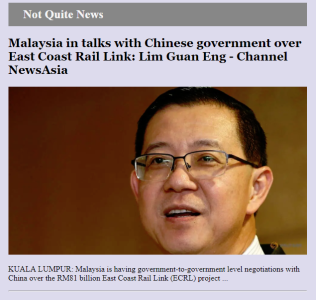 Not Quite News
Malaysia in talks with Chinese government over
East Coast Rail Link: Lim Guan Eng - Channel
NewsAsia
KUALA LUMPUR: Malaysia is having government-to-government level negotiations with
China over the RM81 billion East Coast Rail Link (ECRL) project ...